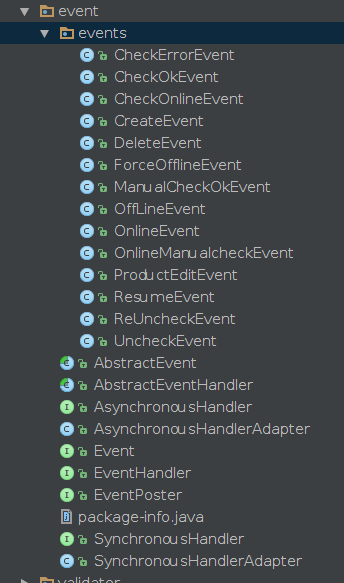 event
events
CheckErrorEvent
CheckOkEvent
CheckOnlineEvent
CreateEvent
DeleteEvent
ForceOfflineEvent
ManualCheckOkEvent
OffLineEvent
OnlineEvent
OnlineManualcheckEvent
ProductEditEvent
ResumeEvent
ReUncheckEvent
UncheckEvent
AbstractEvent
AbstractEventHandler
AsynchronousHandler
AsynchronousHandlerAdapter
Event
EventHandler
EventPoster
package-info.java
SynchronousHandler
SynchronousHandlerAdapter
validator